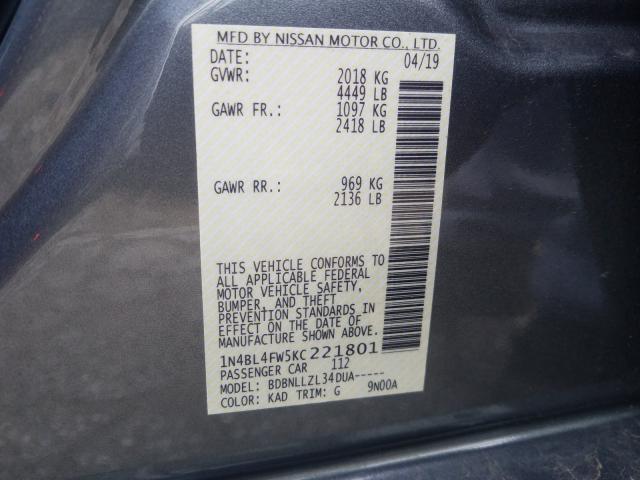 MFD BY NISSAN MOTOR CO., LTD.
DATE: 04/19
GVWR: 2018 KG
4449 LB
GAWR FR.: 1097 KG
2418 LB
GAWR RR.: 969 KG
2136 LB
THIS VEHICLE CONFORMS TO
ALL APPLICABLE FEDERAL
MOTOR VEHICLE SAFETY,
BUMPER, AND THEFT
PREVENTION STANDARDS IN
EFFECT ON THE DATE OF
MANUFACTURE SHOWN ABOVE.
1N4BL4FW5KC221801
PASSENGER CAR 112
MODEL: BDBNLLZL34DUA-----
COLOR: KAD TRIM: G 9N00A